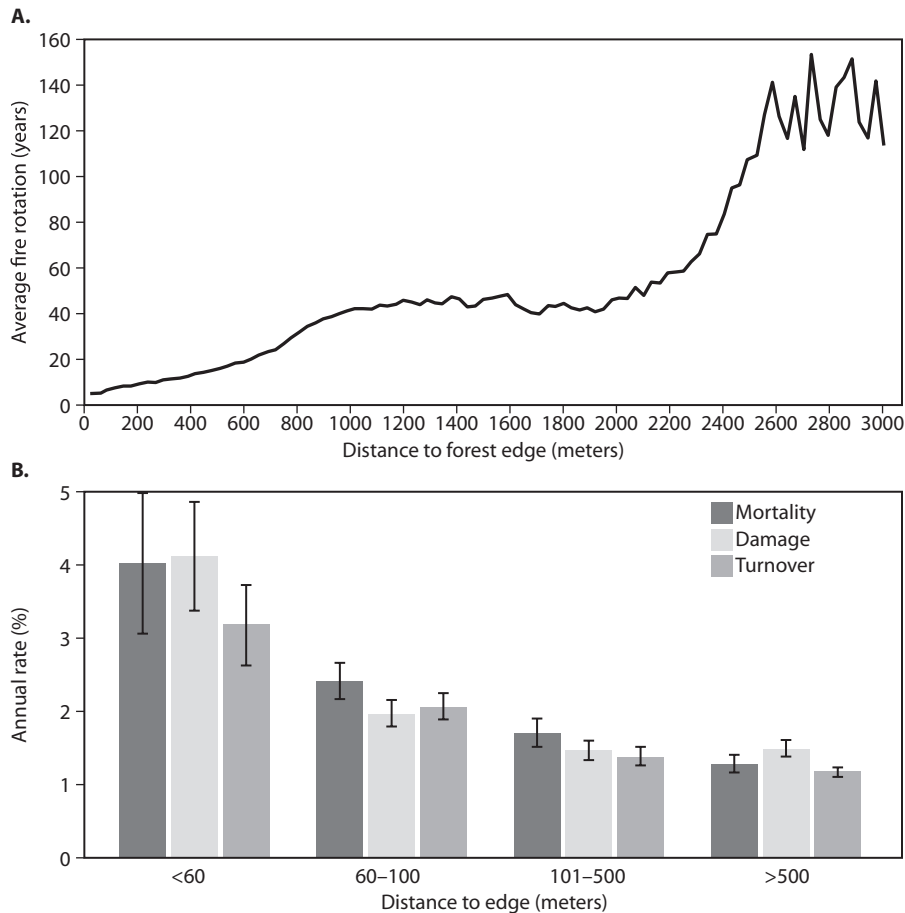 A.
160
140
120
100
80
60
40
20
0
Average fire rotation (years)
0 200 400 600 800 1000 1200 1400 1600 1800 2000 2200 2400 2600 2800 3000
Distance to forest edge (meters)
B.
5
4
3
2
1
0
Annual rate (%)
Mortality
Damage
Turnover
<60 60–100 101–500 >500
Distance to edge (meters)